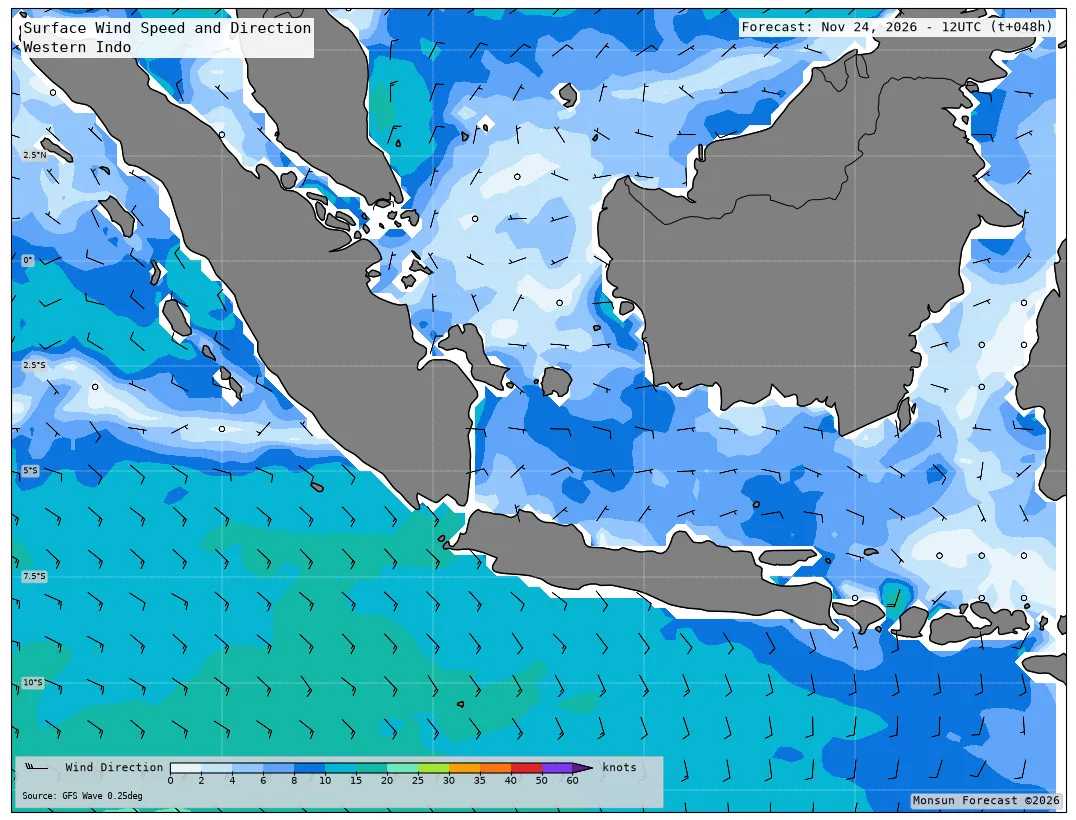 Surface Wind Speed and Direction
Western Indo
Forecast: Nov 24, 2026 - 12UTC (t+048h)
2.5°N
0°
2.5°S
5°S
7.5°S
10°S
Wind Direction
0 2 4 6 8 10 15 20 25 30 35 40 50 60
knots
Source: GFS Wave 0.25deg
Monsun Forecast ©2026